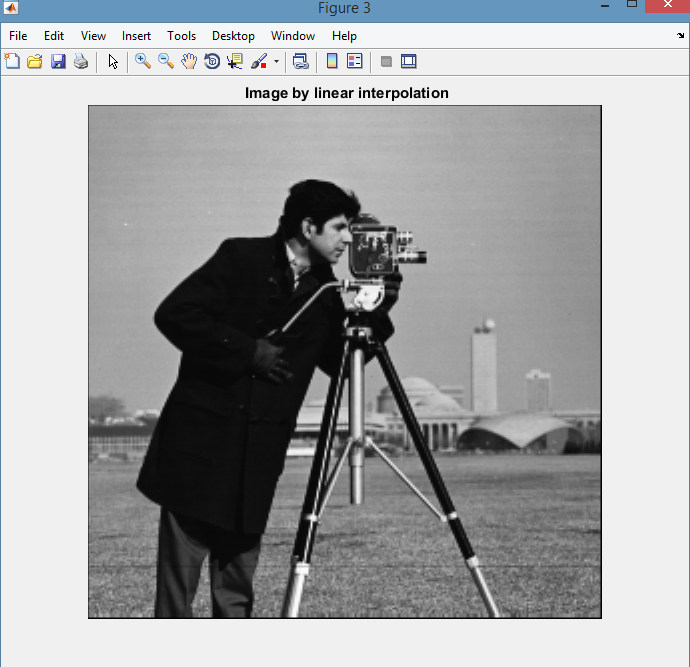 Figure 3
File Edit View Insert Tools Desktop Window Help
Image by linear interpolation